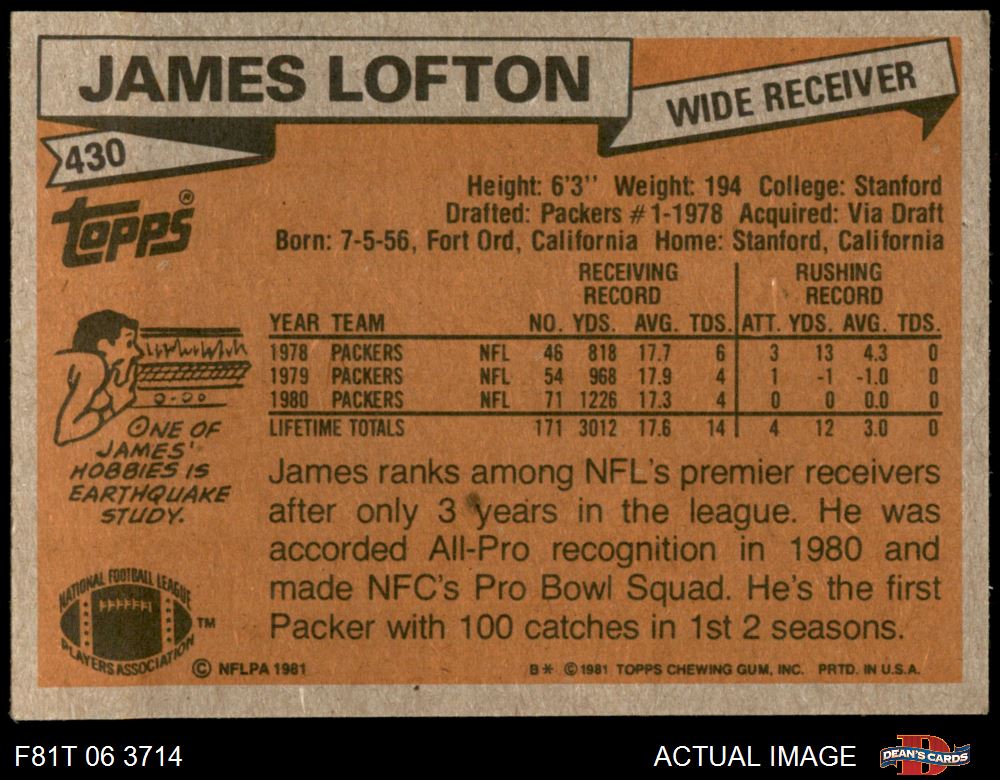 JAMES LOFTON
WIDE RECEIVER
430
topps®
Height: 6'3'' Weight: 194 College: Stanford
Drafted: Packers #1-1978 Acquired: Via Draft
Born: 7-5-56, Fort Ord, California Home: Stanford, California
RECEIVING RECORD RUSHING RECORD
YEAR TEAM NO. YDS. AVG. TDS. ATT. YDS. AVG. TDS.
1978 PACKERS NFL 46 818 17.7 6 3 13 4.3 0
1979 PACKERS NFL 54 968 17.9 4 1 -1 -1.0 0
1980 PACKERS NFL 71 1226 17.3 4 0 0 0.0 0
LIFETIME TOTALS 171 3012 17.6 14 4 12 3.0 0
ONE OF
JAMES'
HOBBIES IS
EARTHQUAKE
STUDY.
James ranks among NFL's premier receivers
after only 3 years in the league. He was
accorded All-Pro recognition in 1980 and
made NFC's Pro Bowl Squad. He's the first
Packer with 100 catches in 1st 2 seasons.
NATIONAL FOOTBALL LEAGUE
PLAYERS ASSOCIATION
TM
© NFLPA 1981
B* © 1981 TOPPS CHEWING GUM, INC. PRTD. IN U.S.A.
F81T 06 3714
ACTUAL IMAGE
DEAN'S CARDS